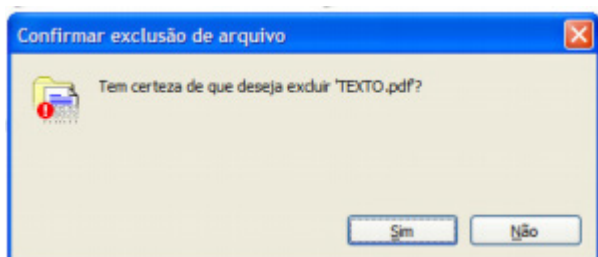 Confirmar exclusão de arquivo
Tem certeza de que deseja excluir 'TEXTO.pdf'?
Sim Não